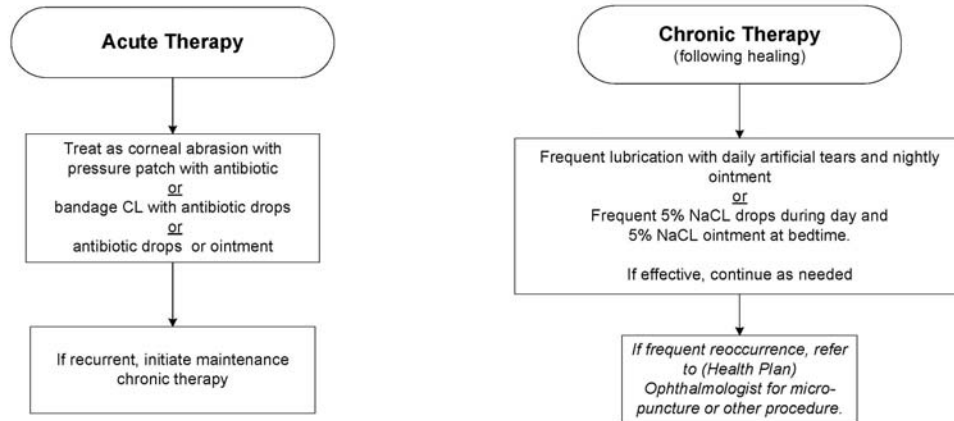 Acute Therapy
Treat as corneal abrasion with
pressure patch with antibiotic
or
bandage CL with antibiotic drops
or
antibiotic drops or ointment
If recurrent, initiate maintenance
chronic therapy
Chronic Therapy
(following healing)
Frequent lubrication with daily artificial tears and nightly
ointment
or
Frequent 5% NaCL drops during day and
5% NaCL ointment at bedtime.
If effective, continue as needed
If frequent reoccurrence, refer
to (Health Plan)
Ophthalmologist for micro-
puncture or other procedure.